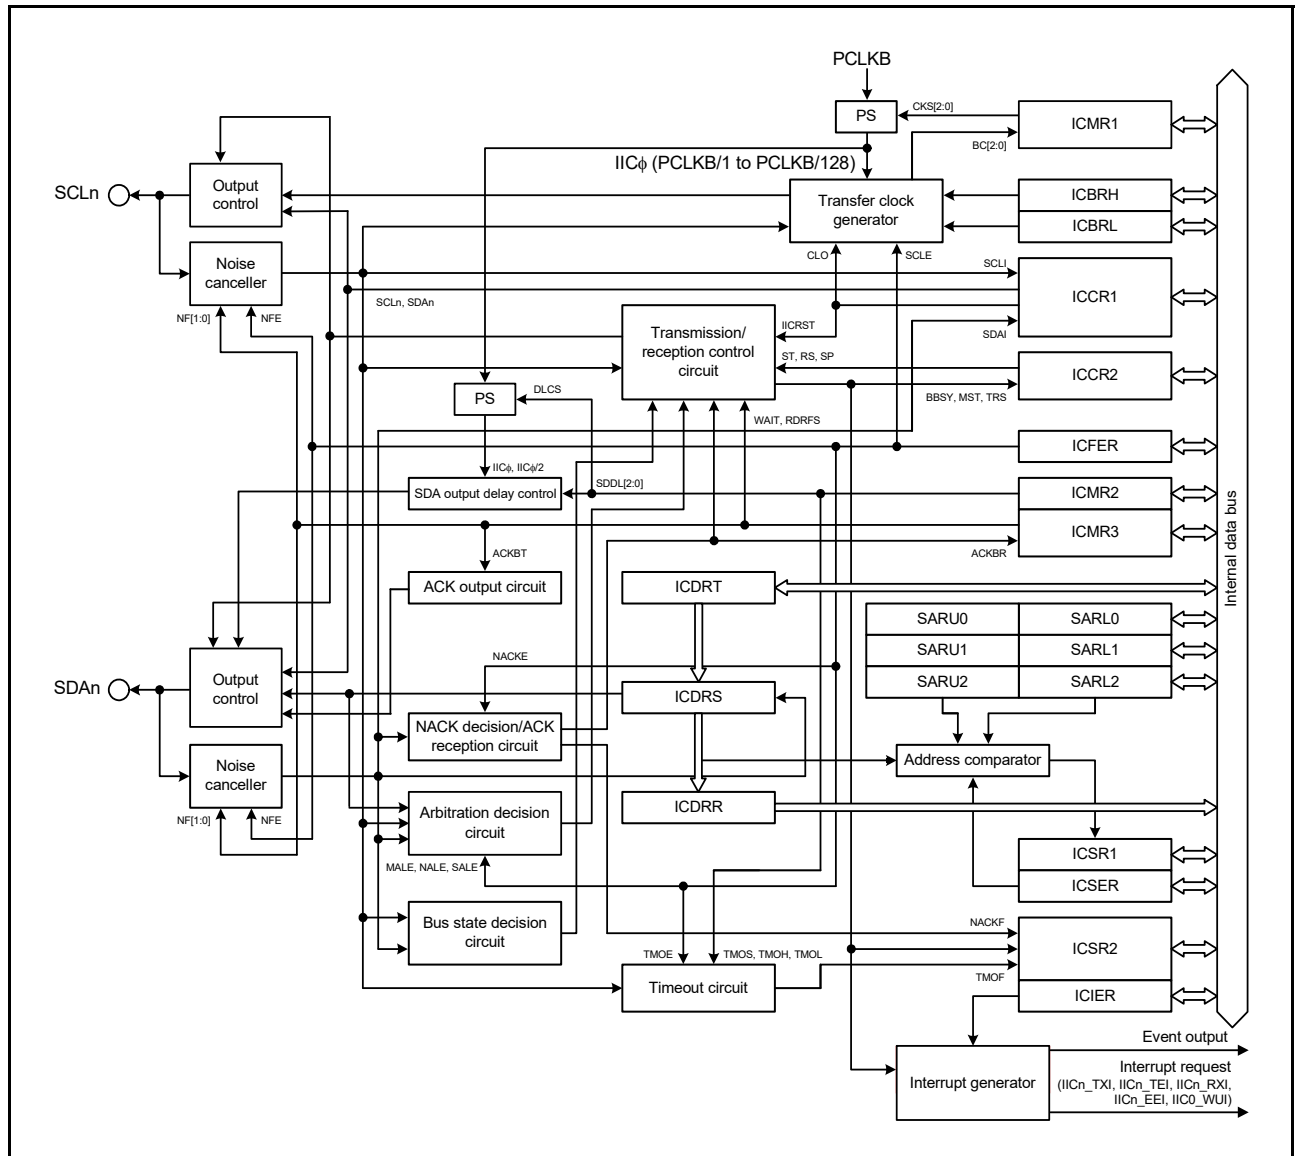 PCLKB
PS
CKS[2:0]
ICMR1
BC[2:0]
IICϕ (PCLKB/1 to PCLKB/128)
SCLn
Output
control
Transfer clock
generator
ICBRH
ICBRL
Noise
canceller
CLO
SCLE
SCLI
ICCR1
SCLn, SDAn
NF[1:0]
NFE
Transmission/
reception control
circuit
IICRST
SDAI
ST, RS, SP
ICCR2
BBSY, MST, TRS
PS
DLCS
WAIT, RDRFS
ICFER
IICϕ, IICϕ/2
SDA output delay control
SDDL[2:0]
ICMR2
ICMR3
ACKBT
ACKBR
ACK output circuit
ICDRT
Internal data bus
SARU0
SARL0
SARU1
SARL1
SARU2
SARL2
NACKE
SDAn
Output
control
ICDRS
NACK decision/ACK
reception circuit
Noise
canceller
Address comparator
Arbitration decision
circuit
ICDRR
NF[1:0]
NFE
MALE, NALE, SALE
ICSR1
ICSER
Bus state decision
circuit
NACKF
ICSR2
TMOE
TMOS, TMOH, TMOL
TMOF
Timeout circuit
ICIER
Event output
Interrupt generator
Interrupt request
(IICn_TXI, IICn_TEI, IICn_RXI,
IICn_EEI, IIC0_WUI)